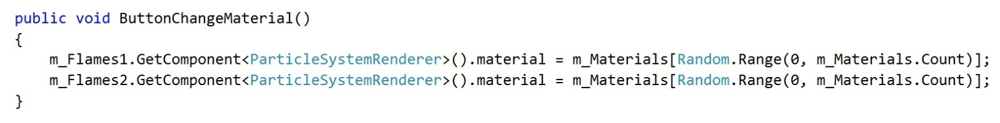 public void ButtonChangeMaterial()
{
    m_Flames1.GetComponent<ParticleSystemRenderer>().material = m_Materials[Random.Range(0, m_Materials.Count)];
    m_Flames2.GetComponent<ParticleSystemRenderer>().material = m_Materials[Random.Range(0, m_Materials.Count)];
}